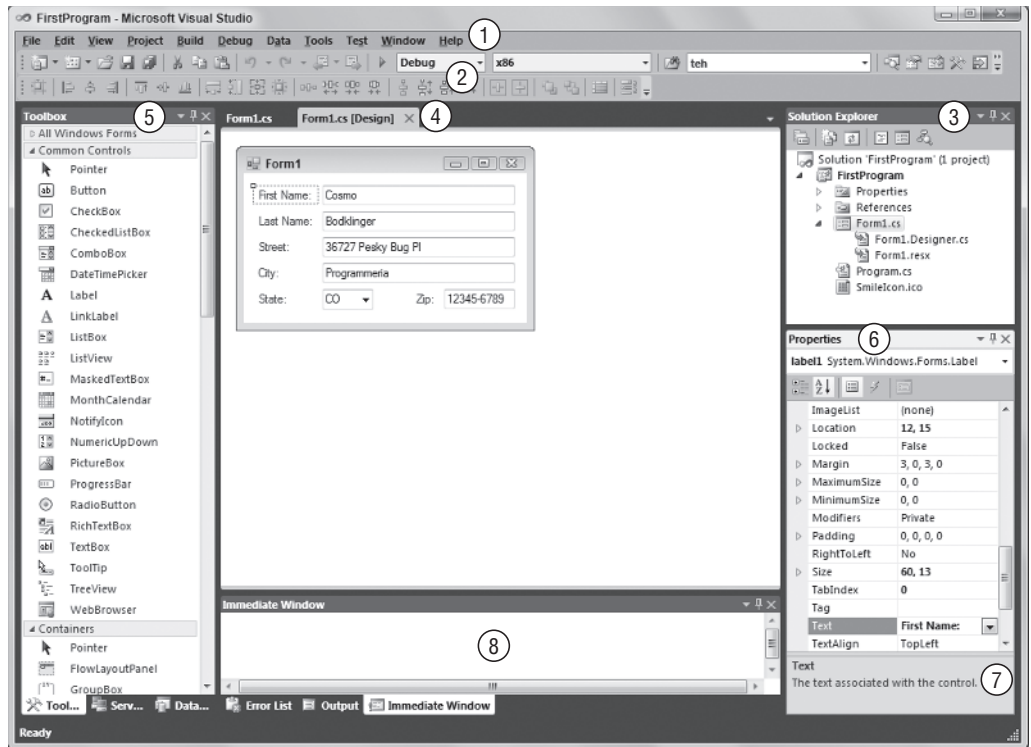 FirstProgram - Microsoft Visual Studio
File Edit View Project Build Debug Data Tools Test Window Help 1
Debug x86 teh
2
Toolbox 5
All Windows Forms
Common Controls
Pointer
Button
CheckBox
CheckedListBox
ComboBox
DateTimePicker
Label
LinkLabel
ListBox
ListView
MaskedTextBox
MonthCalendar
NotifyIcon
NumericUpDown
PictureBox
ProgressBar
RadioButton
RichTextBox
TextBox
ToolTip
TreeView
WebBrowser
Containers
Pointer
FlowLayoutPanel
GroupBox
Tool... Serv... Data...
Form1.cs Form1.cs [Design] 4
Form1
First Name: Cosmo
Last Name: Bodklinger
Street: 36727 Pesky Bug Pl
City: Programmeria
State: CO Zip: 12345-6789
Immediate Window
8
Error List Output Immediate Window
Solution Explorer 3
Solution 'FirstProgram' (1 project)
FirstProgram
Properties
References
Form1.cs
Form1.Designer.cs
Form1.resx
Program.cs
SmileIcon.ico
Properties 6
label1 System.Windows.Forms.Label
ImageList (none)
Location 12, 15
Locked False
Margin 3, 0, 3, 0
MaximumSize 0, 0
MinimumSize 0, 0
Modifiers Private
Padding 0, 0, 0, 0
RightToLeft No
Size 60, 13
TabIndex 0
Tag
Text First Name:
TextAlign TopLeft
Text
The text associated with the control. 7
Ready